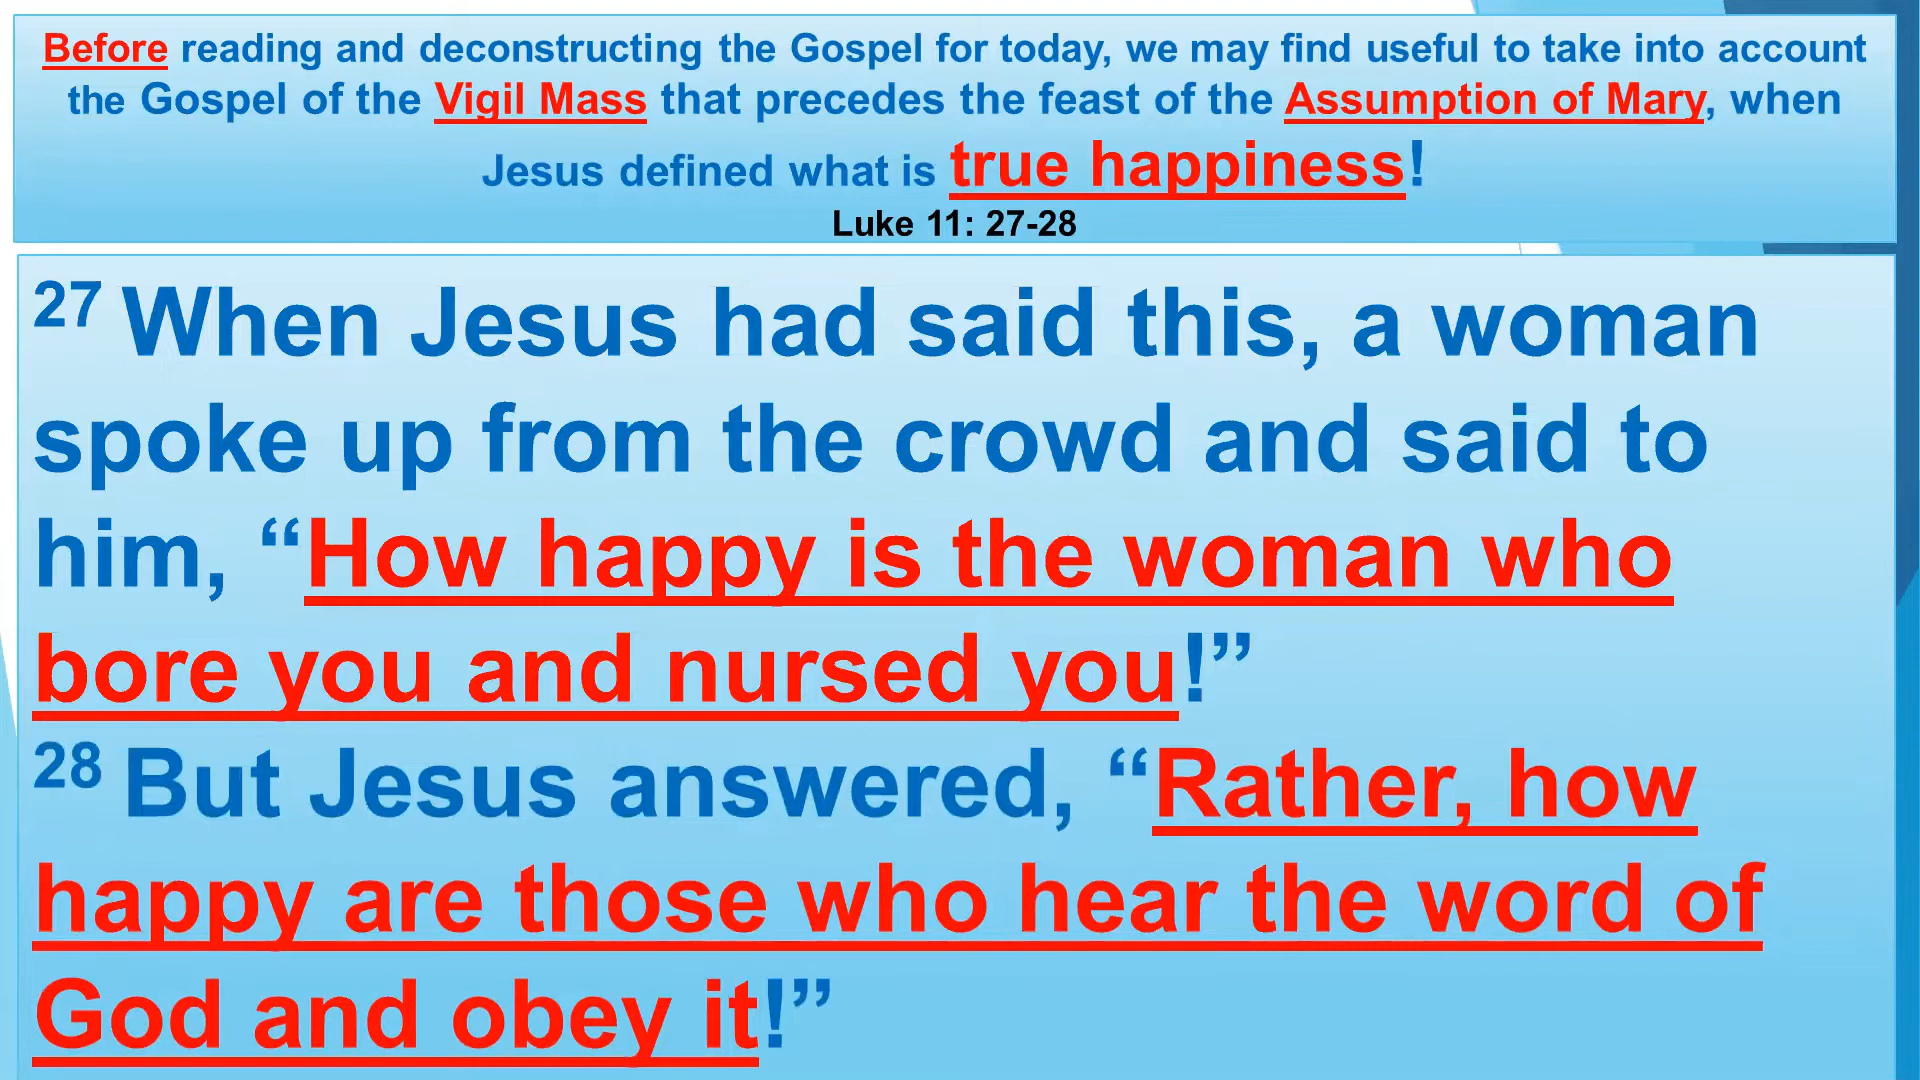 Before reading and deconstructing the Gospel for today, we may find useful to take into account
the Gospel of the Vigil Mass that precedes the feast of the Assumption of Mary, when
Jesus defined what is true happiness!
Luke 11: 27-28
27 When Jesus had said this, a woman
spoke up from the crowd and said to
him, “How happy is the woman who
bore you and nursed you!”
28 But Jesus answered, “Rather, how
happy are those who hear the word of
God and obey it!”